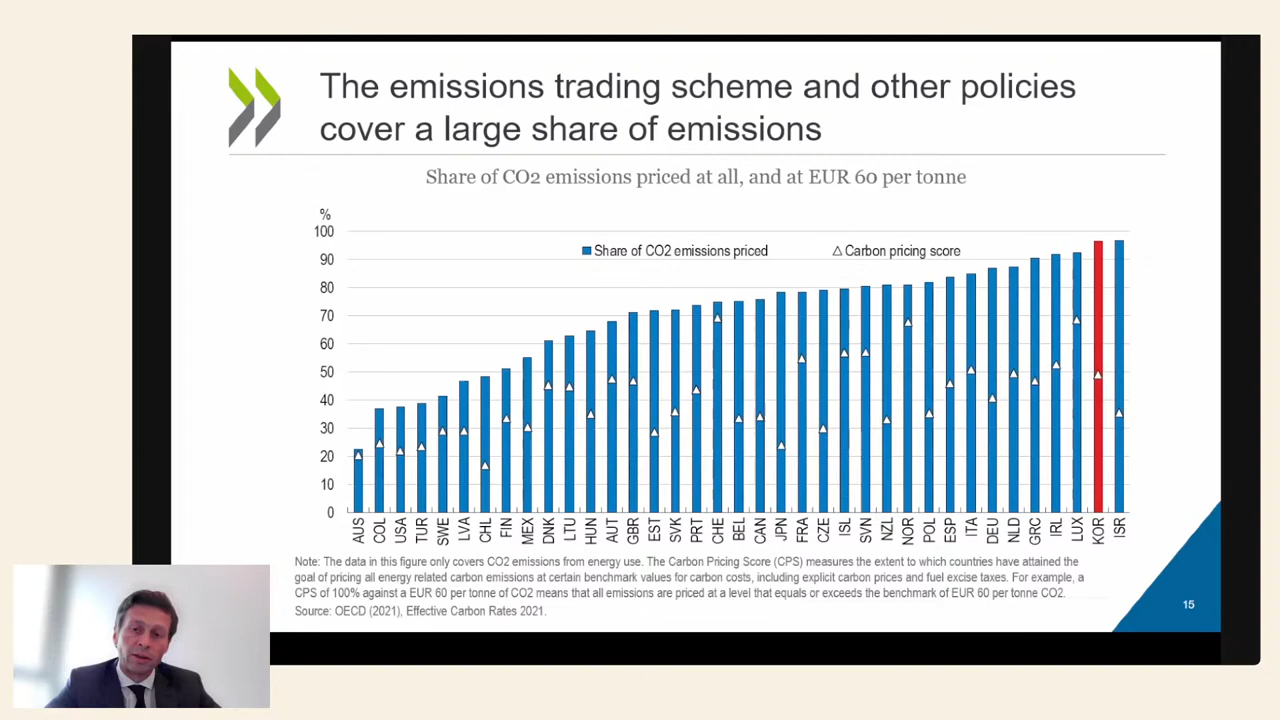 The emissions trading scheme and other policies
cover a large share of emissions
Share of CO2 emissions priced at all, and at EUR 60 per tonne
%
Share of CO2 emissions priced
Carbon pricing score
100
90
80
70
60
50
40
30
20
10
0
AUS COL USA TUR SWE LVA CHL FIN MEX DNK LTU HUN AUT GBR EST SVK PRT CHE BEL CAN JPN FRA CZE ISL SVN NZL NOR POL ESP ITA DEU NLD GRC IRL LUX KOR ISR
Note: The data in this figure only covers CO2 emissions from energy use. The Carbon Pricing Score (CPS) measures the extent to which countries have attained the
goal of pricing all energy related carbon emissions at certain benchmark values for carbon costs, including explicit carbon prices and fuel excise taxes. For example, a
CPS of 100% against a EUR 60 per tonne of CO2 means that all emissions are priced at a level that equals or exceeds the benchmark of EUR 60 per tonne CO2.
Source: OECD (2021), Effective Carbon Rates 2021.
15